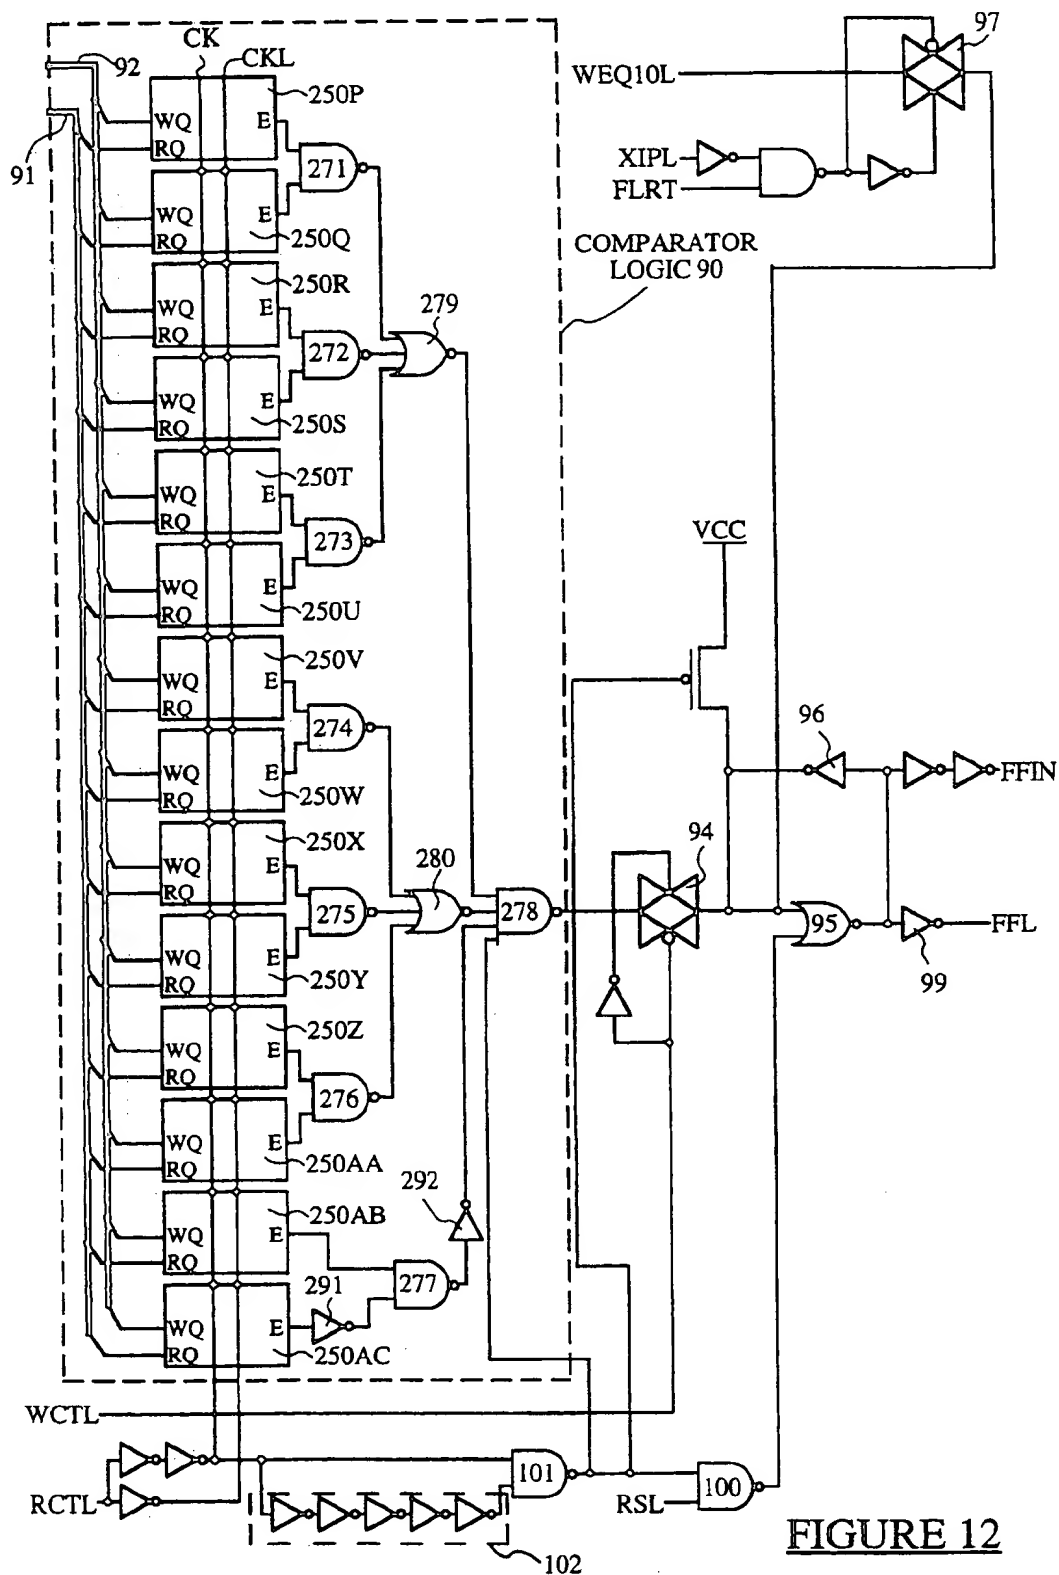 92
CK
CKL
97
WEQ10L
91
WQ
RQ
E
250P
271
XIPL
FLRT
WQ
RQ
E
250Q
COMPARATOR
LOGIC 90
WQ
RQ
E
250R
272
279
WQ
RQ
E
250S
WQ
RQ
E
250T
273
VCC
WQ
RQ
E
250U
WQ
RQ
E
250V
274
96
FFIN
WQ
RQ
E
250W
WQ
RQ
E
250X
275
280
278
94
95
FFL
99
WQ
RQ
E
250Y
WQ
RQ
E
250Z
276
WQ
RQ
E
250AA
292
WQ
RQ
E
250AB
277
291
WQ
RQ
E
250AC
WCTL
RCTL
101
100
RSL
102
FIGURE 12